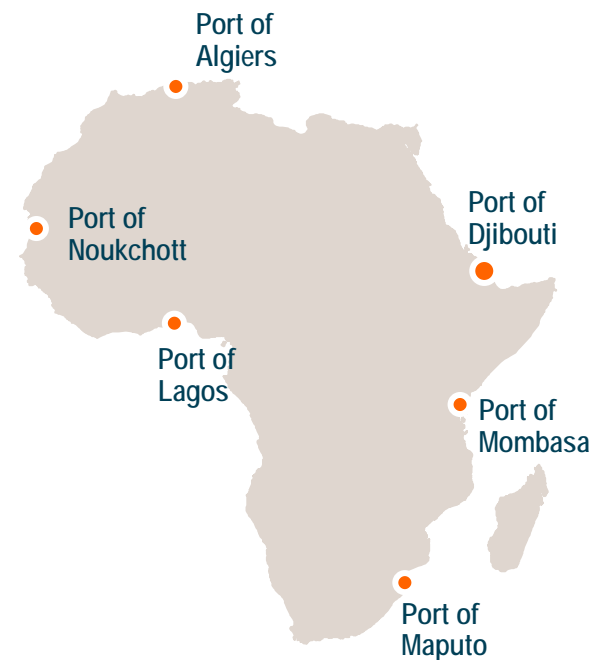 Port of
Algiers
Port of
Noukchott
Port of
Djibouti
Port of
Lagos
Port of
Mombasa
Port of
Maputo